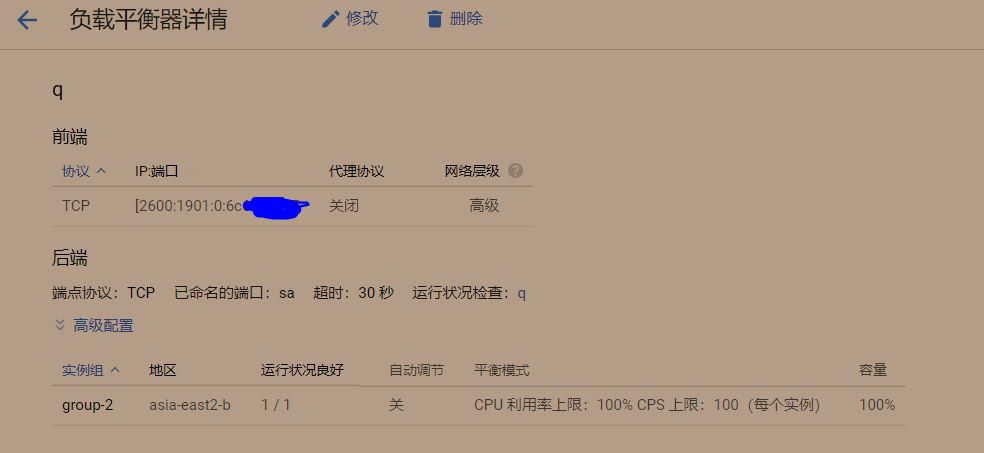 负载平衡器详情 修改 删除
q
前端
协议 IP:端口 代理协议 网络层级 ?
TCP [2600:1901:0:6c 关闭 高级
后端
端点协议：TCP 已命名的端口：sa 超时：30 秒 运行状况检查：q
高级配置
实例组 地区 运行状况良好 自动调节 平衡模式 容量
group-2 asia-east2-b 1 / 1 关 CPU 利用率上限：100% CPS 上限：100（每个实例） 100%